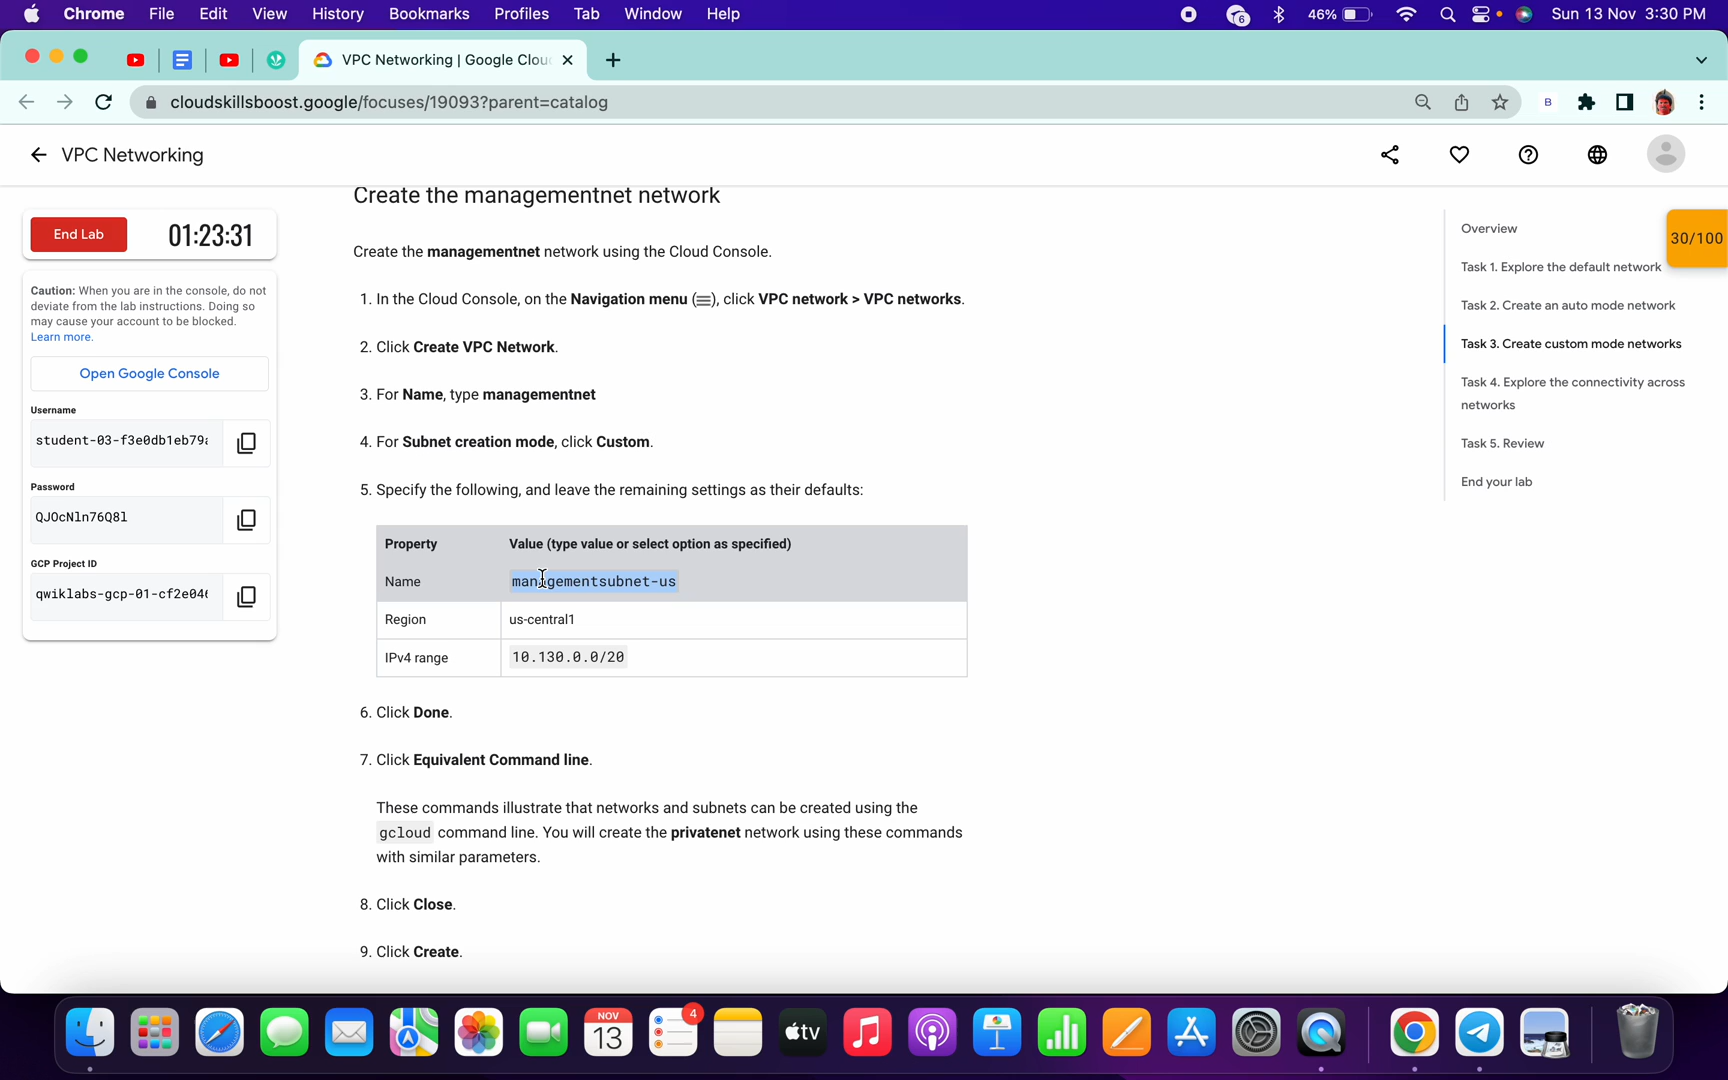 Chrome File Edit View History Bookmarks Profiles Tab Window Help 6 46% Sun 13 Nov 3:30 PM
VPC Networking | Google Clou
cloudskillsboost.google/focuses/19093?parent=catalog B
VPC Networking
End Lab 01:23:31
Caution: When you are in the console, do not
deviate from the lab instructions. Doing so
may cause your account to be blocked.
Learn more.
Open Google Console
Username
student-03-f3e0db1eb79
Password
QJOcNln76Q8l
GCP Project ID
qwiklabs-gcp-01-cf2e04
Create the managementnet network
Create the managementnet network using the Cloud Console.
1. In the Cloud Console, on the Navigation menu (☰), click VPC network > VPC networks.
2. Click Create VPC Network.
3. For Name, type managementnet
4. For Subnet creation mode, click Custom.
5. Specify the following, and leave the remaining settings as their defaults:
Property Value (type value or select option as specified)
Name managementsubnet-us
Region us-central1
IPv4 range 10.130.0.0/20
6. Click Done.
7. Click Equivalent Command line.
These commands illustrate that networks and subnets can be created using the
gcloud command line. You will create the privatenet network using these commands
with similar parameters.
8. Click Close.
9. Click Create.
Overview
30/100
Task 1. Explore the default network
Task 2. Create an auto mode network
Task 3. Create custom mode networks
Task 4. Explore the connectivity across
networks
Task 5. Review
End your lab
NOV
13
4
tv